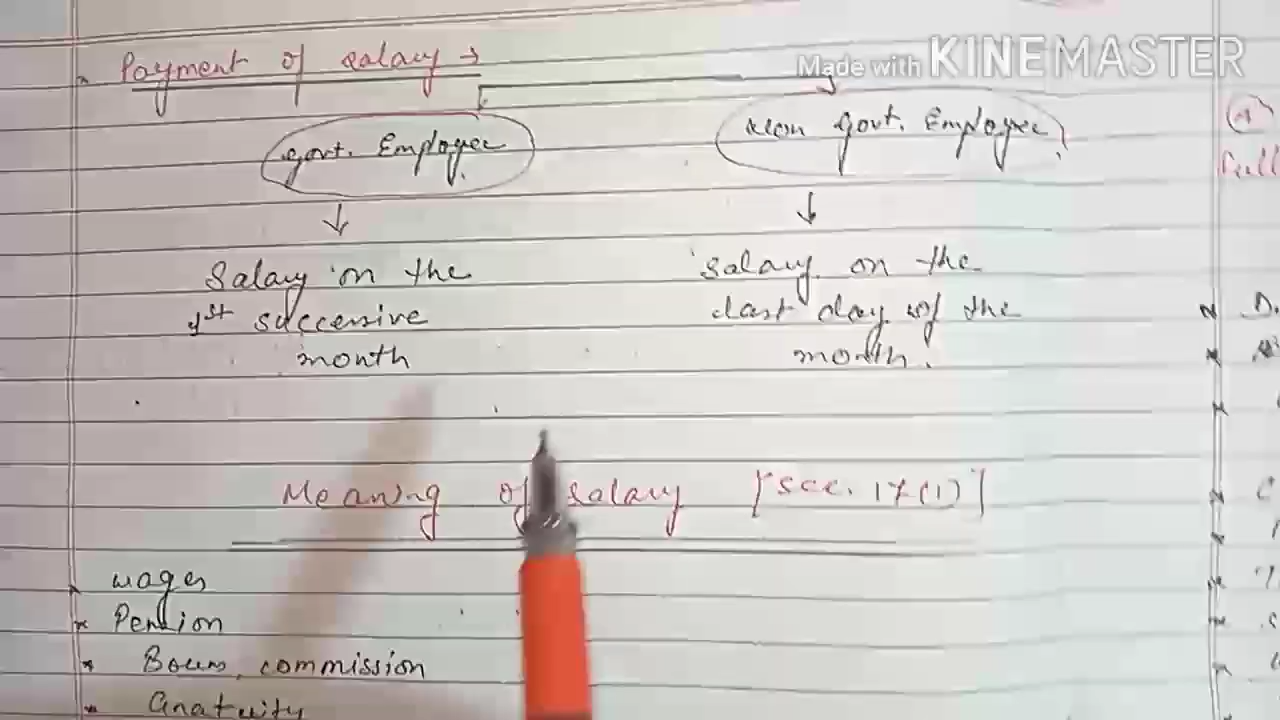 Made with KINEMASTER
Payment of salary →
Govt. Employee
Non Govt. Employee
Salary on the
1st successive
month
Salary on the
last day of the
month.
Meaning of salary [Sec. 17(1)]
wages
Pension
Bouns, commission
Gratuity